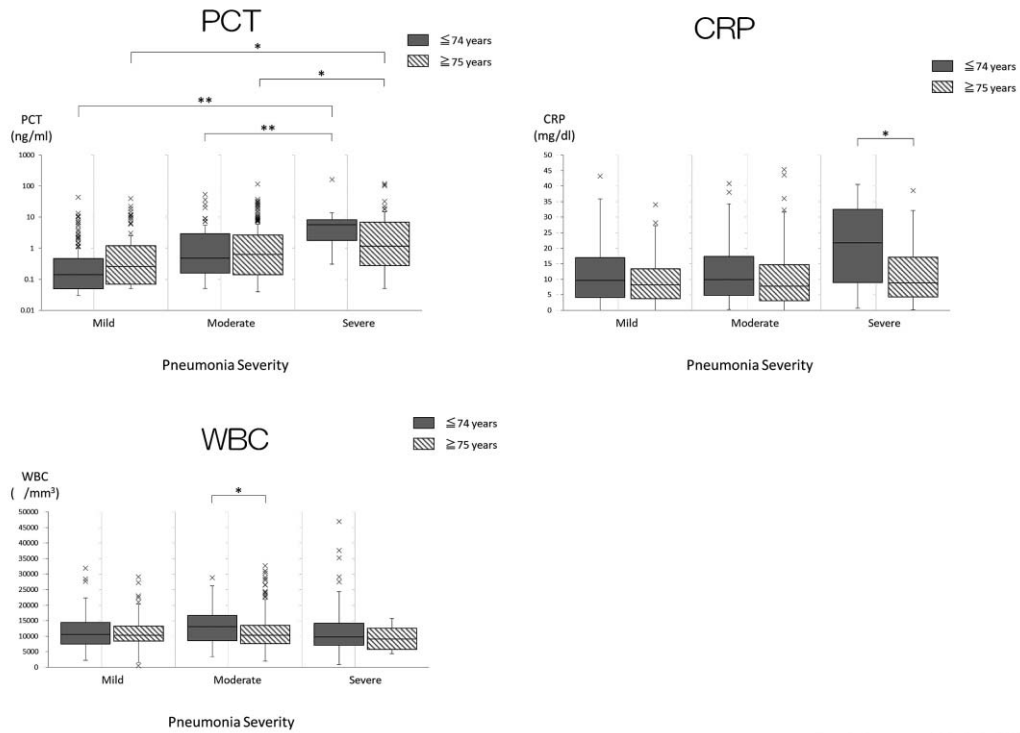 PCT
≦74 years
≧75 years
*
*
**
**
PCT
(ng/ml)
1000
100
10
1
0.1
0.01
Mild Moderate Severe
Pneumonia Severity
CRP
≦74 years
≧75 years
*
CRP
(mg/dl)
50
45
40
35
30
25
20
15
10
5
0
Mild Moderate Severe
Pneumonia Severity
WBC
≦74 years
≧75 years
*
WBC
( /mm³)
50000
45000
40000
35000
30000
25000
20000
15000
10000
5000
0
Mild Moderate Severe
Pneumonia Severity